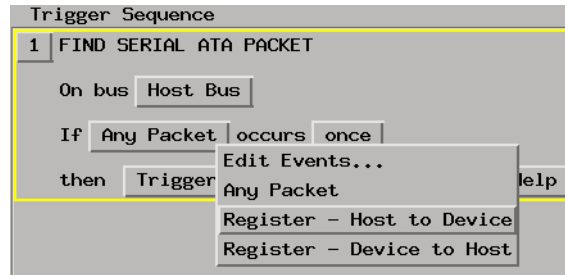 Trigger Sequence
1 FIND SERIAL ATA PACKET
On bus Host Bus
If Any Packet occurs once
Edit Events...
then Trigger
Any Packet
Register - Host to Device
Register - Device to Host